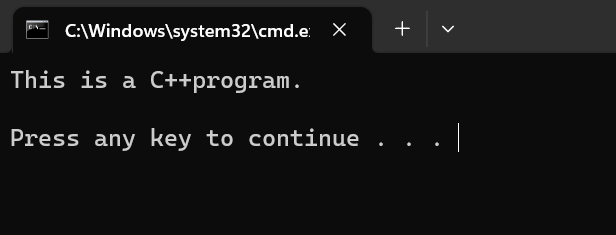 C:\Windows\system32\cmd.e
This is a C++program.
Press any key to continue . . .